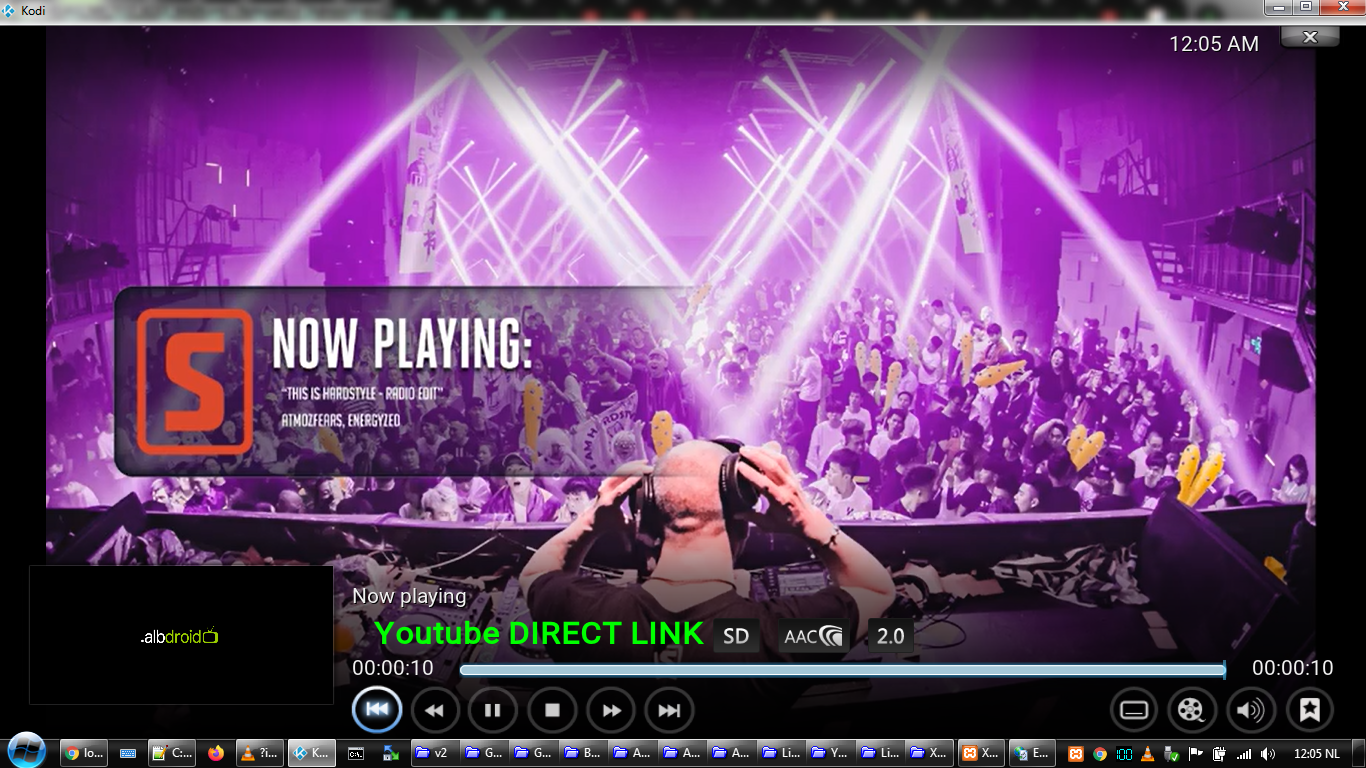 Kodi
12:05 AM
S
NOW PLAYING:
"THIS IS HARDSTYLE - RADIO EDIT"
ATMOZFEARS, ENERGYZED
.albdroid
Now playing
Youtube DIRECT LINK SD AAC 2.0
00:00:10 00:00:10
Io... C:... ?i... K... C:\. v2 G... G... B... A... A... A... Li... Y... Li... X... X... E... 12:05 NL